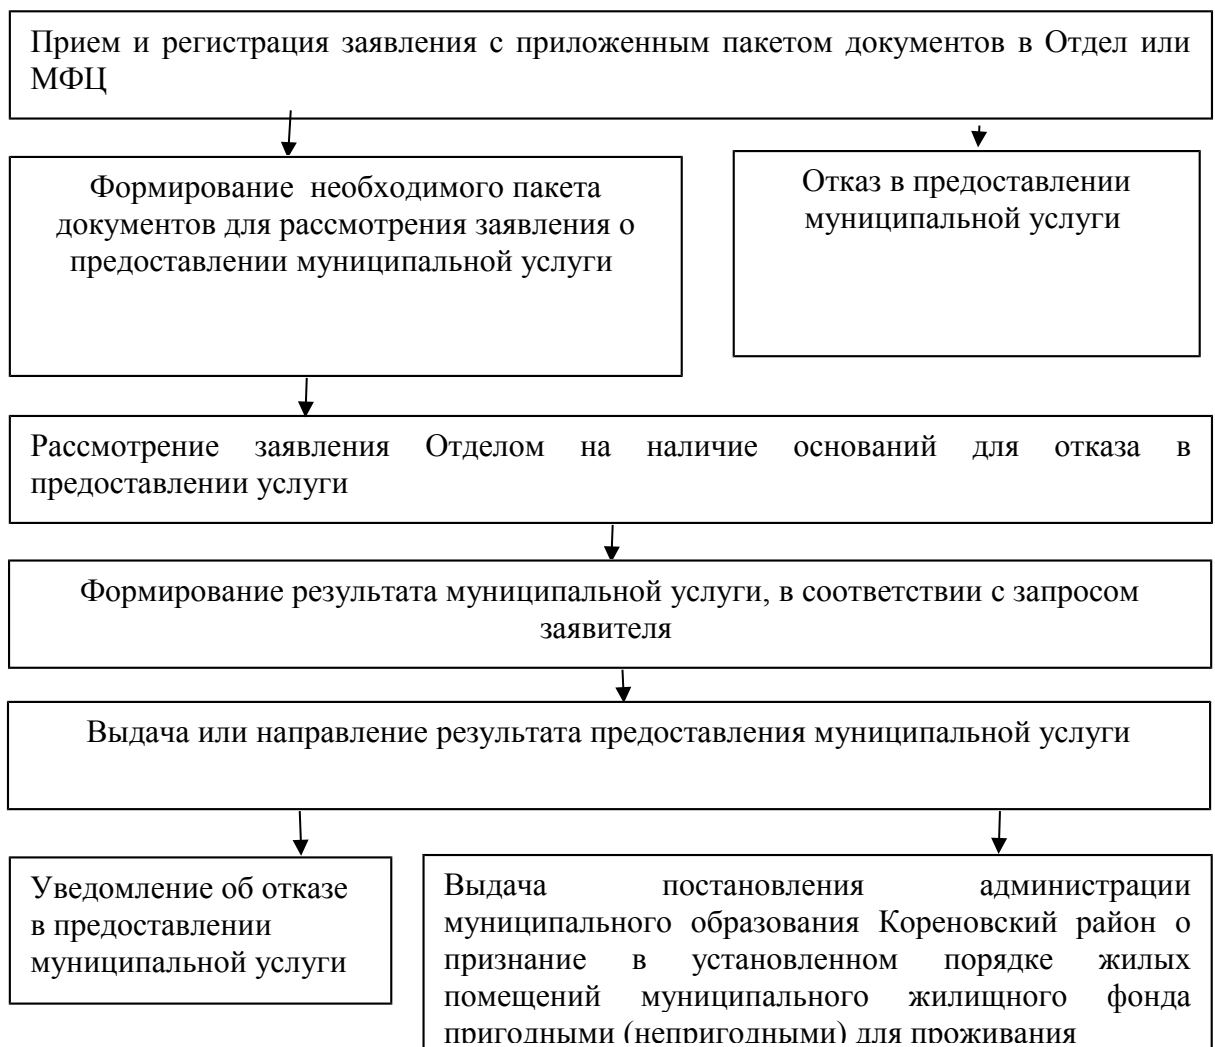 Прием и регистрация заявления с приложенным пакетом документов в Отдел или
МФЦ
Формирование необходимого пакета
документов для рассмотрения заявления о
предоставлении муниципальной услуги
Отказ в предоставлении
муниципальной услуги
Рассмотрение заявления Отделом на наличие оснований для отказа в
предоставлении услуги
Формирование результата муниципальной услуги, в соответствии с запросом
заявителя
Выдача или направление результата предоставления муниципальной услуги
Уведомление об отказе
в предоставлении
муниципальной услуги
Выдача постановления администрации
муниципального образования Кореновский район о
признание в установленном порядке жилых
помещений муниципального жилищного фонда
пригодными (непригодными) для проживания